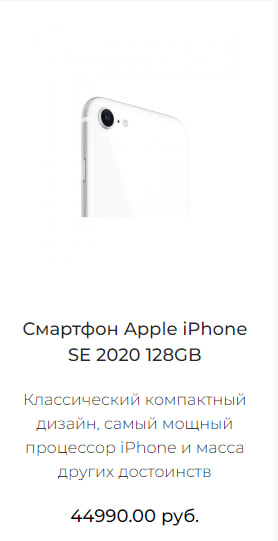 Смартфон Apple iPhone
SE 2020 128GB
Классический компактный
дизайн, самый мощный
процессор iPhone и масса
других достоинств
44990.00 руб.